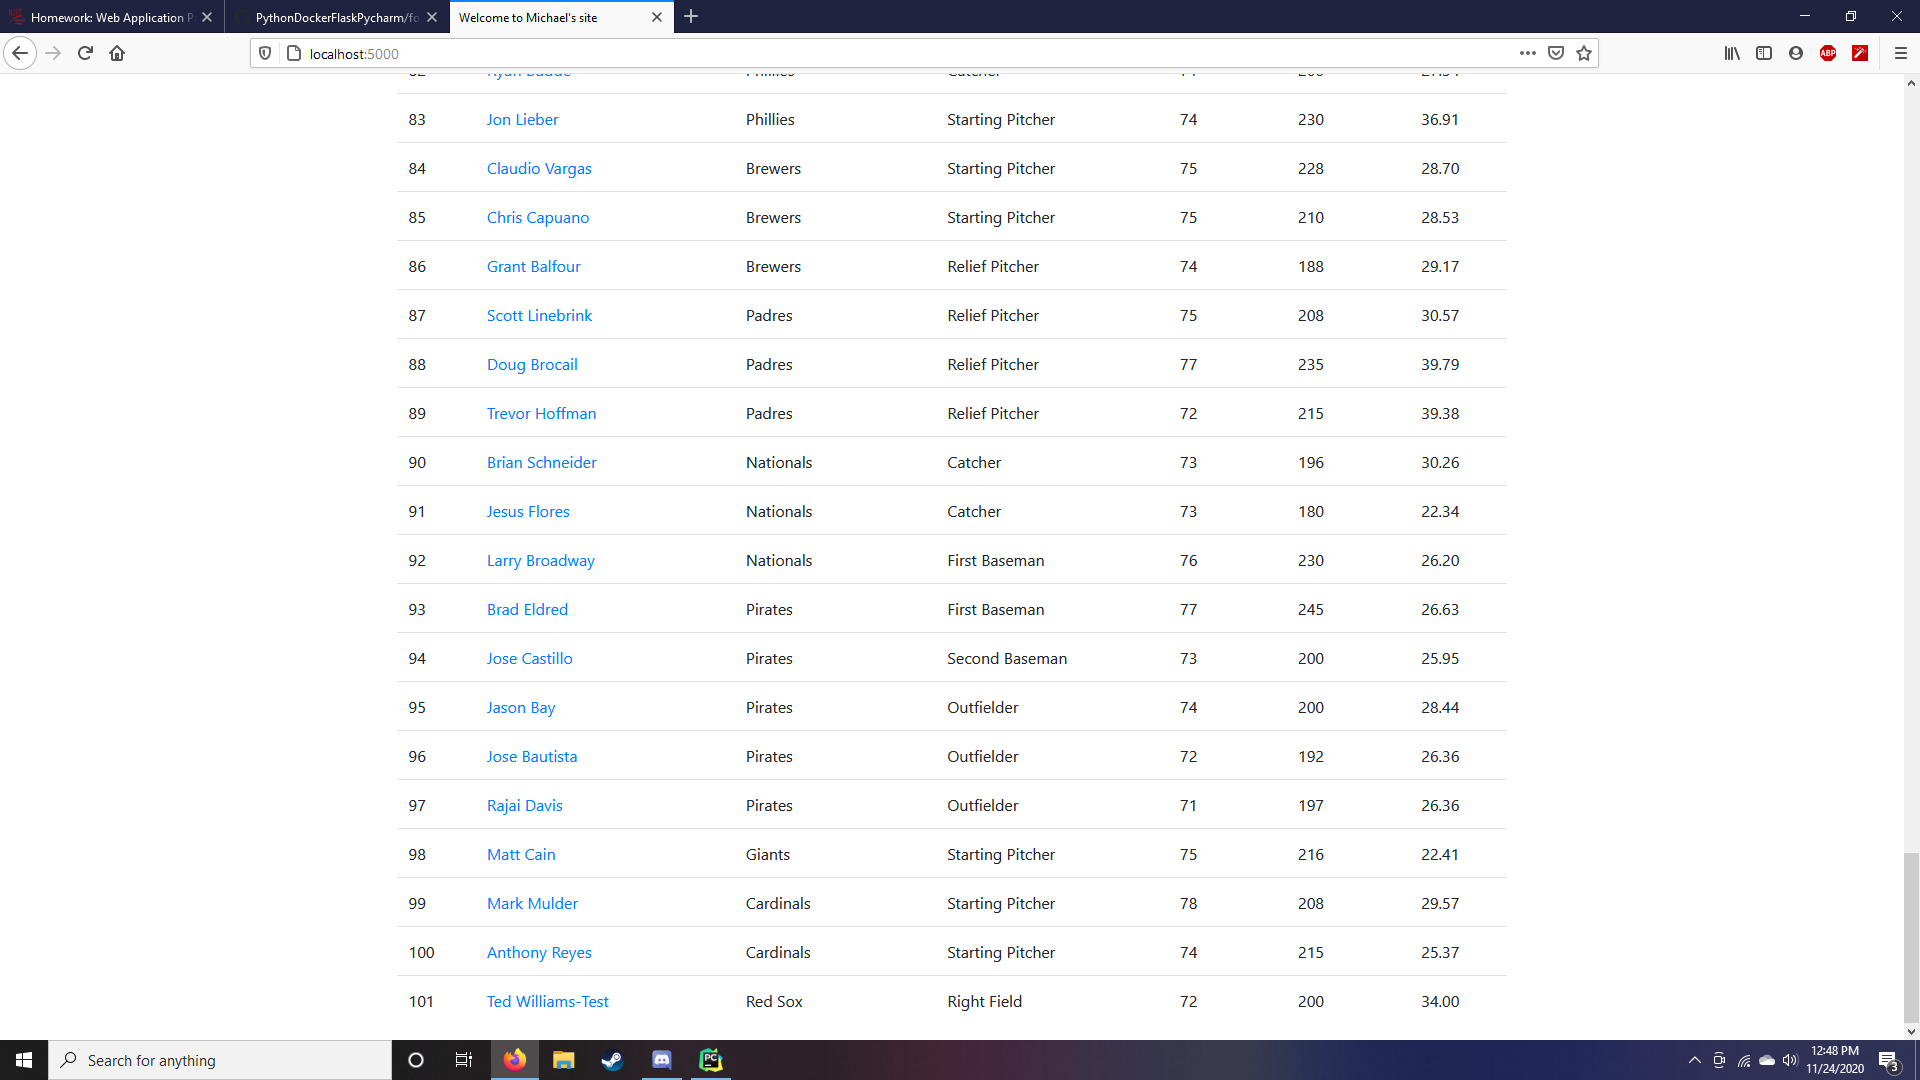 Homework: Web Application P
PythonDockerFlaskPycharm/fo
Welcome to Michael's site
localhost:5000
ABP
83 Jon Lieber Phillies Starting Pitcher 74 230 36.91
84 Claudio Vargas Brewers Starting Pitcher 75 228 28.70
85 Chris Capuano Brewers Starting Pitcher 75 210 28.53
86 Grant Balfour Brewers Relief Pitcher 74 188 29.17
87 Scott Linebrink Padres Relief Pitcher 75 208 30.57
88 Doug Brocail Padres Relief Pitcher 77 235 39.79
89 Trevor Hoffman Padres Relief Pitcher 72 215 39.38
90 Brian Schneider Nationals Catcher 73 196 30.26
91 Jesus Flores Nationals Catcher 73 180 22.34
92 Larry Broadway Nationals First Baseman 76 230 26.20
93 Brad Eldred Pirates First Baseman 77 245 26.63
94 Jose Castillo Pirates Second Baseman 73 200 25.95
95 Jason Bay Pirates Outfielder 74 200 28.44
96 Jose Bautista Pirates Outfielder 72 192 26.36
97 Rajai Davis Pirates Outfielder 71 197 26.36
98 Matt Cain Giants Starting Pitcher 75 216 22.41
99 Mark Mulder Cardinals Starting Pitcher 78 208 29.57
100 Anthony Reyes Cardinals Starting Pitcher 74 215 25.37
101 Ted Williams-Test Red Sox Right Field 72 200 34.00
Search for anything
PC
12:48 PM
11/24/2020
3